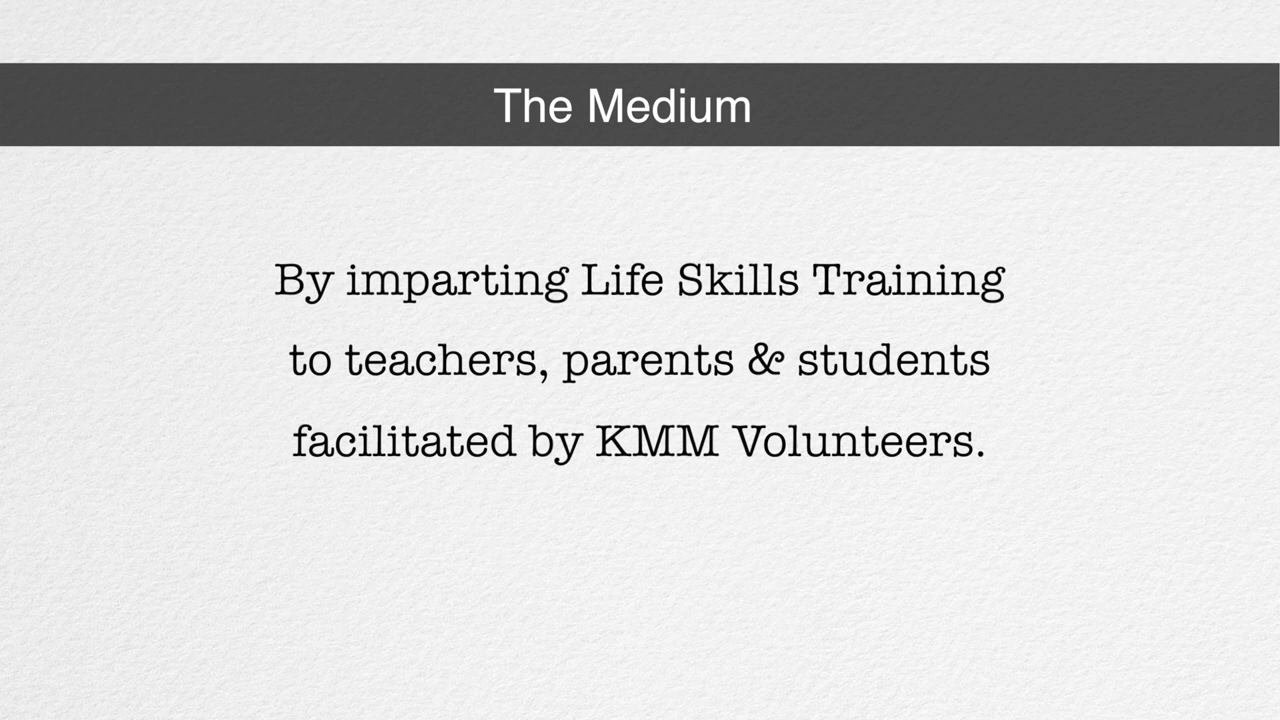 The Medium
By imparting Life Skills Training
to teachers, parents & students
facilitated by KMM Volunteers.